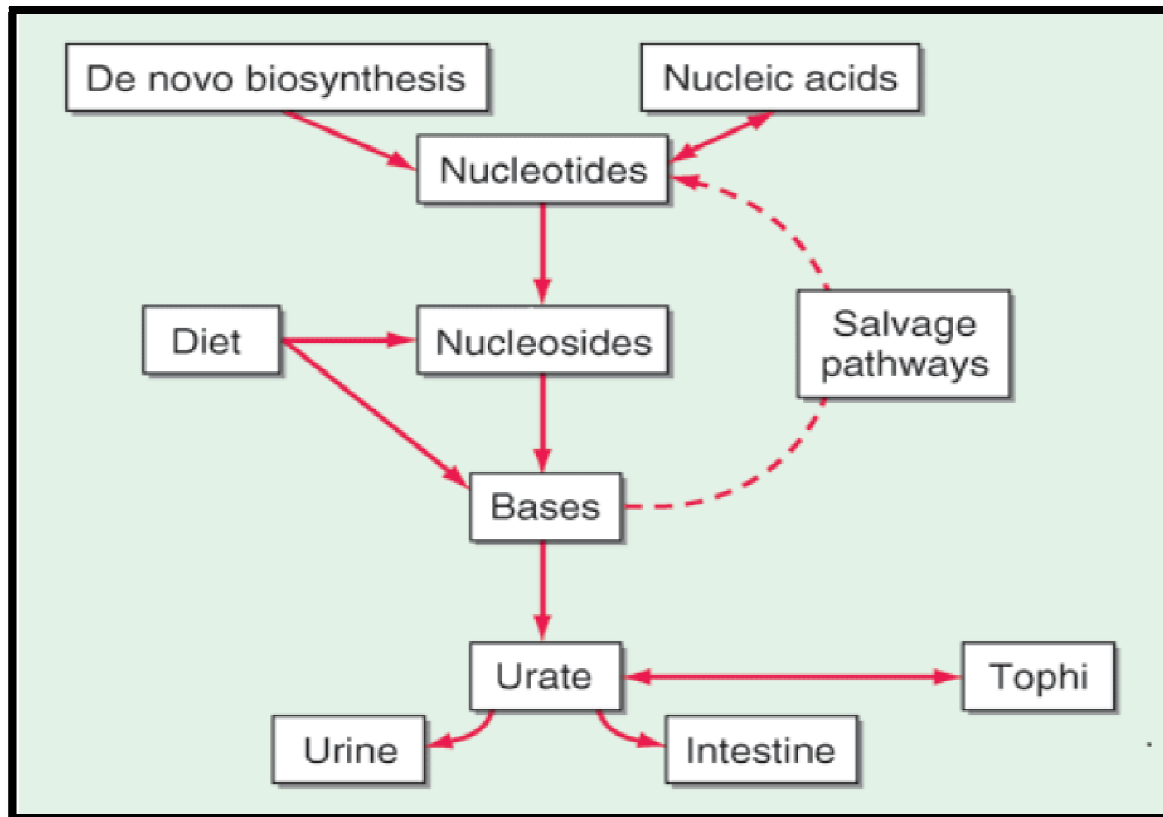 De novo biosynthesis
Nucleic acids
Nucleotides
Diet
Nucleosides
Salvage
pathways
Bases
Urate
Tophi
Urine
Intestine